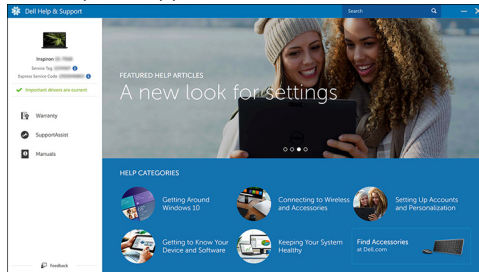 Dell Help & Support
Search
Inspiron
Service Tag
Express Service Code
Important drivers are current
Warranty
SupportAssist
Manuals
Feedback
FEATURED HELP ARTICLES
A new look for settings
HELP CATEGORIES
Getting Around
Windows 10
Connecting to Wireless
and Accessories
Setting Up Accounts
and Personalization
Getting to Know Your
Device and Software
Keeping Your System
Healthy
Find Accessories
at Dell.com